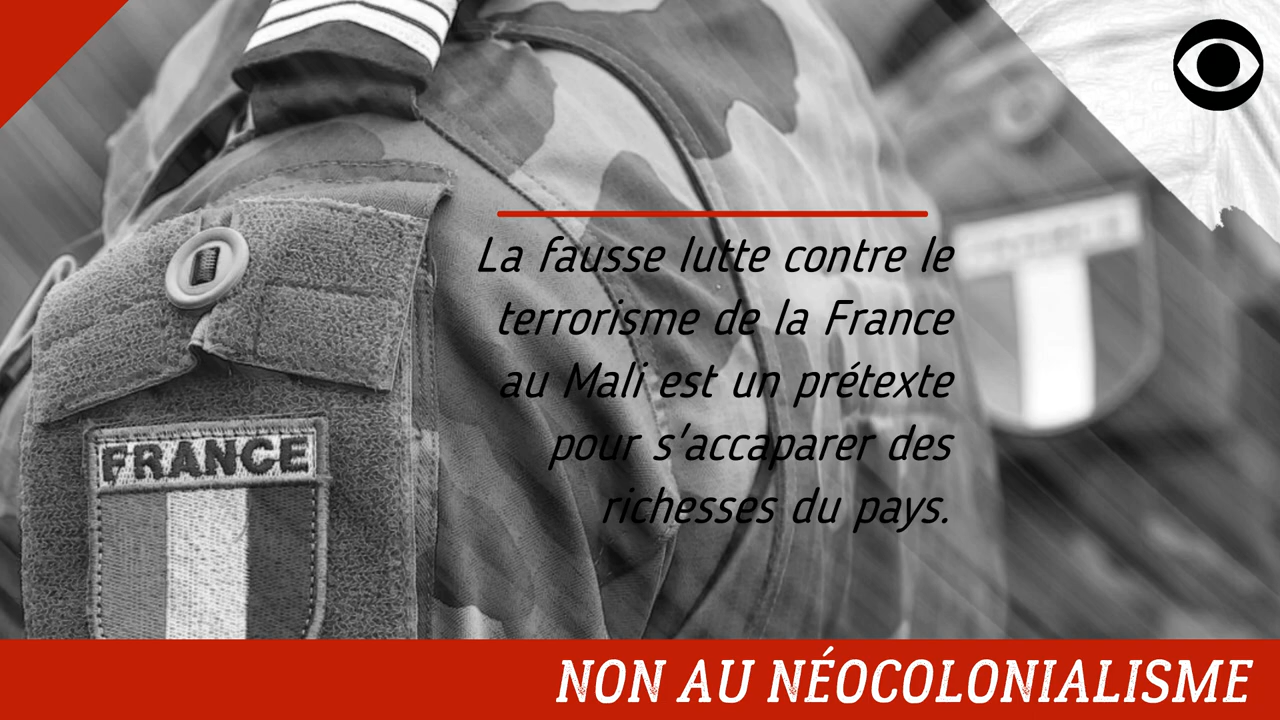 La fausse lutte contre le
terrorisme de la France
au Mali est un prétexte
pour s'accaparer des
richesses du pays.
FRANCE
NON AU NÉOCOLONIALISME